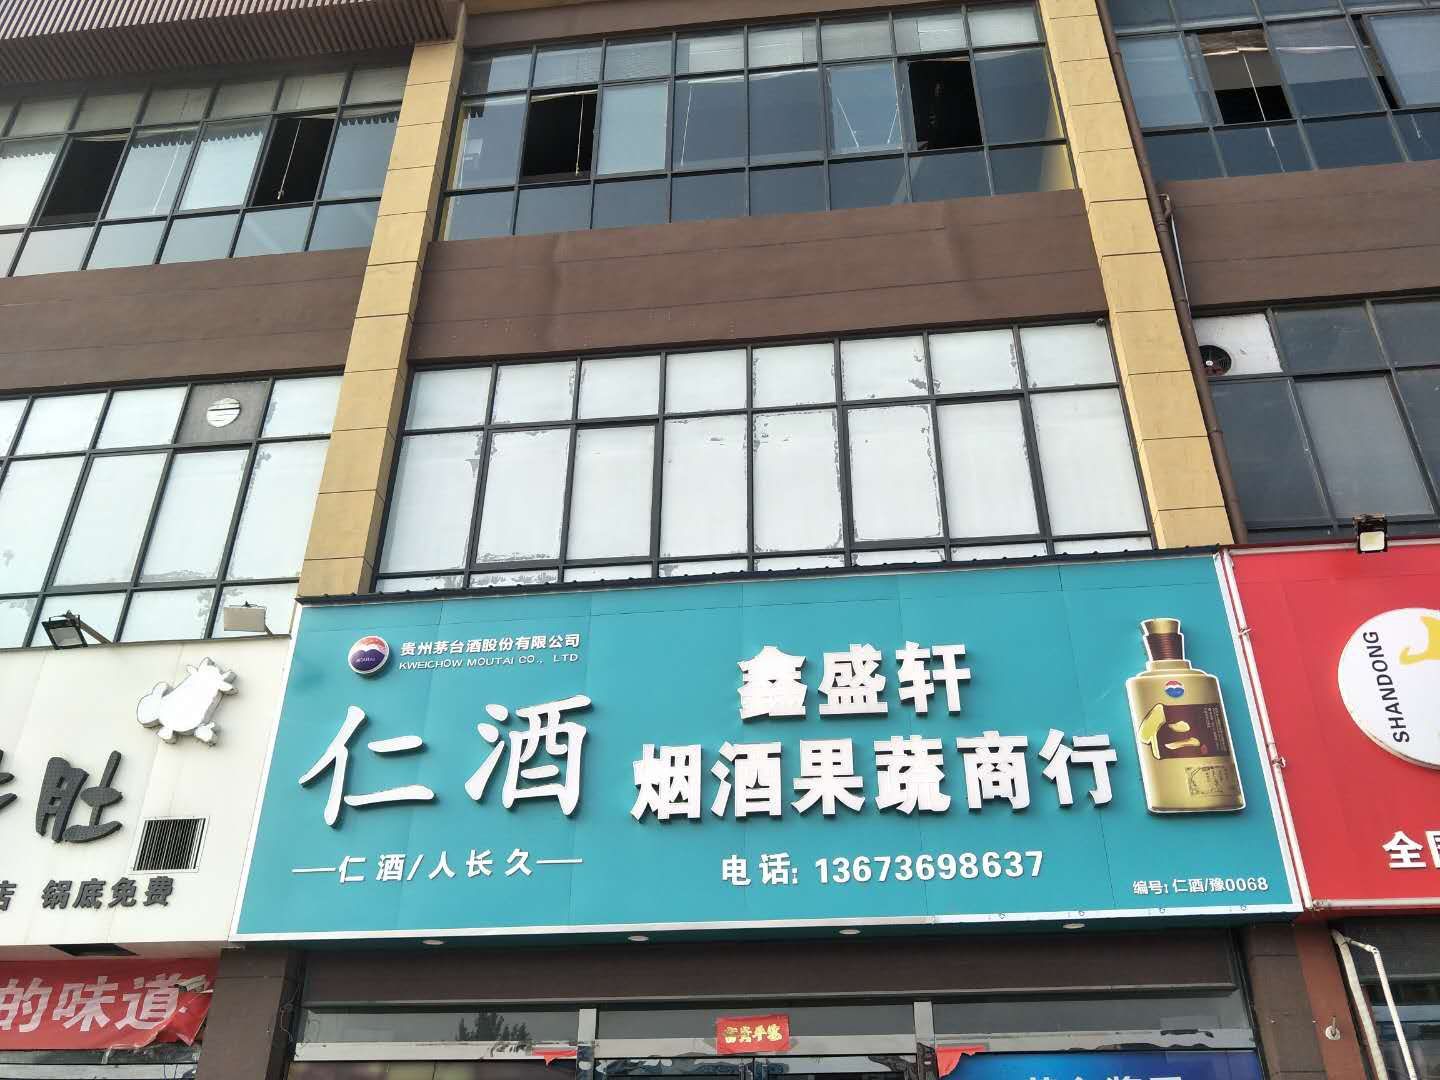 贵州茅台酒股份有限公司
KWEICHOW MOUTAI CO., LTD
仁酒
仁酒/人长久
鑫盛轩
烟酒果蔬商行
电话: 13673698637
编号: 仁酒/豫0068
仁
肚
店 锅底免费
的味道
SHANDONG
全国